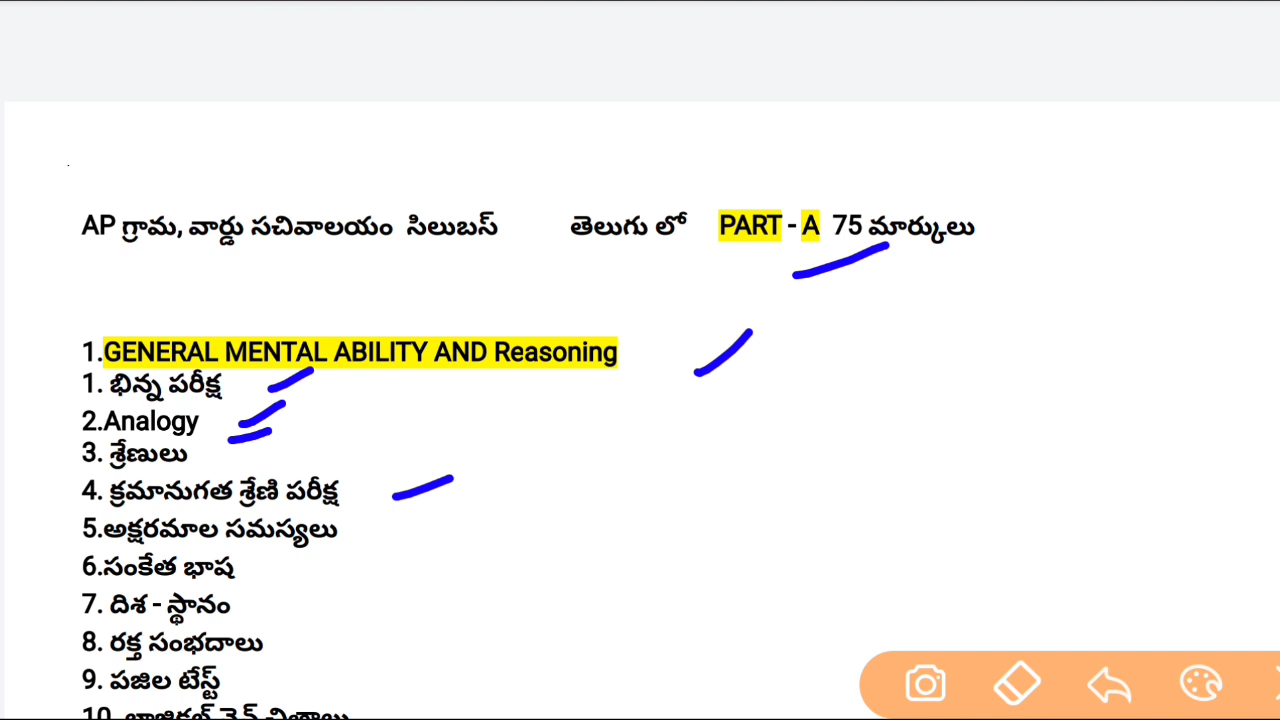 AP గ్రామ, వార్డు సచివాలయం సిలుబస్ తెలుగు లో PART - A 75 మార్కులు
1.GENERAL MENTAL ABILITY AND Reasoning
1. భిన్న పరీక్ష
2.Analogy
3. శ్రేణులు
4. క్రమానుగత శ్రేణి పరీక్ష
5.అక్షరమాల సమస్యలు
6.సంకేత భాష
7. దిశ - స్థానం
8. రక్త సంభదాలు
9. పజిల టేస్ట్
10.